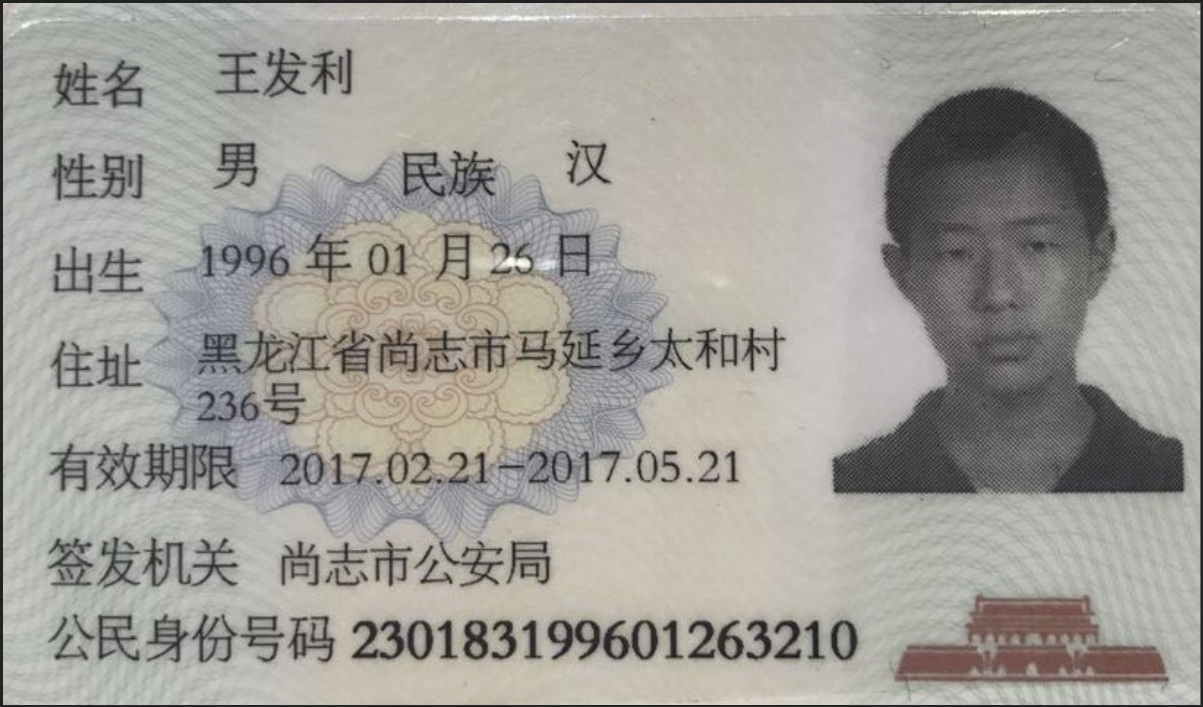 姓名 王发利
性别 男 民族 汉
出生 1996 年 01 月 26 日
住址 黑龙江省尚志市马延乡太和村
236号
有效期限 2017.02.21-2017.05.21
签发机关 尚志市公安局
公民身份号码 230183199601263210